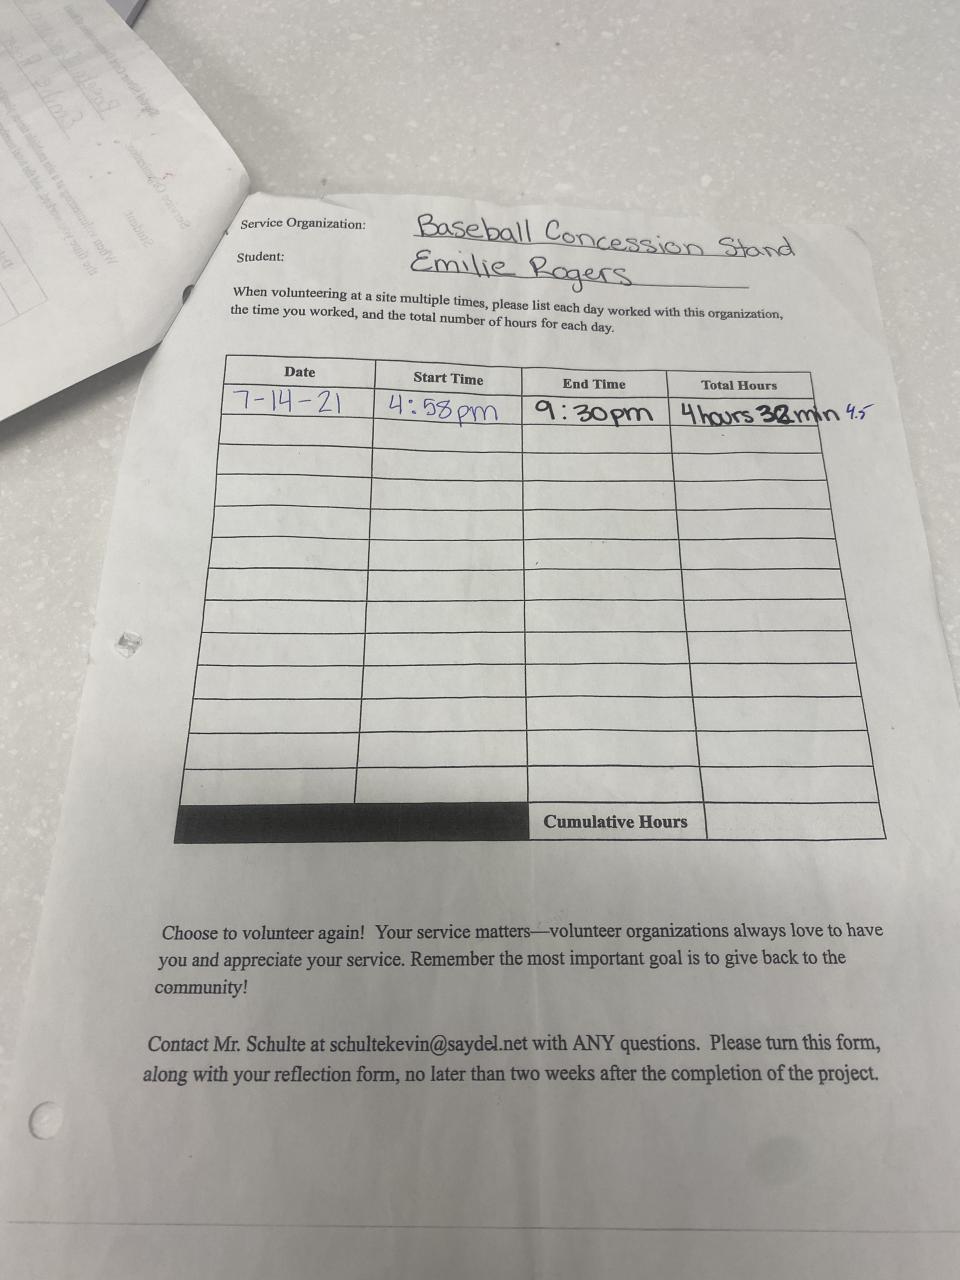 Service Organization: Baseball Concession Stand
Student: Emilie Rogers
When volunteering at a site multiple times, please list each day worked with this organization,
the time you worked, and the total number of hours for each day.
Date Start Time End Time Total Hours
7-14-21 4:58pm 9:30pm 4hours 32min 4.5
Cumulative Hours
Choose to volunteer again! Your service matters—volunteer organizations always love to have
you and appreciate your service. Remember the most important goal is to give back to the
community!
Contact Mr. Schulte at schultekevin@saydel.net with ANY questions. Please turn this form,
along with your reflection form, no later than two weeks after the completion of the project.